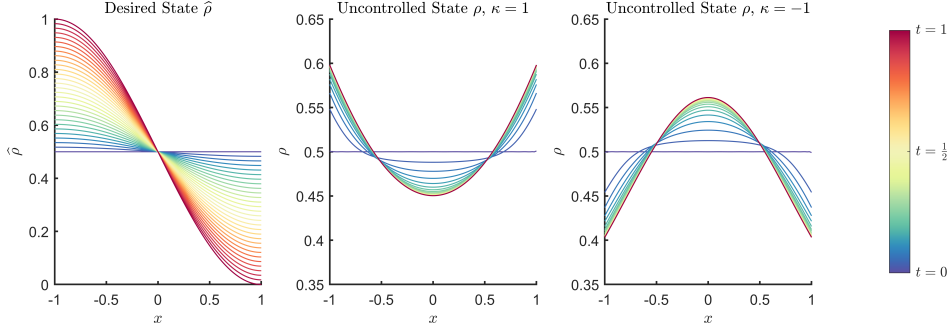 Desired State ρ̂
1
0.8
0.6
0.4
0.2
0
ρ̂
-1 -0.5 0 0.5 1
x
Uncontrolled State ρ, κ = 1
0.65
0.6
0.55
0.5
0.45
0.4
0.35
ρ
-1 -0.5 0 0.5 1
x
Uncontrolled State ρ, κ = −1
0.65
0.6
0.55
0.5
0.45
0.4
0.35
ρ
-1 -0.5 0 0.5 1
x
t = 1
t = 1/2
t = 0